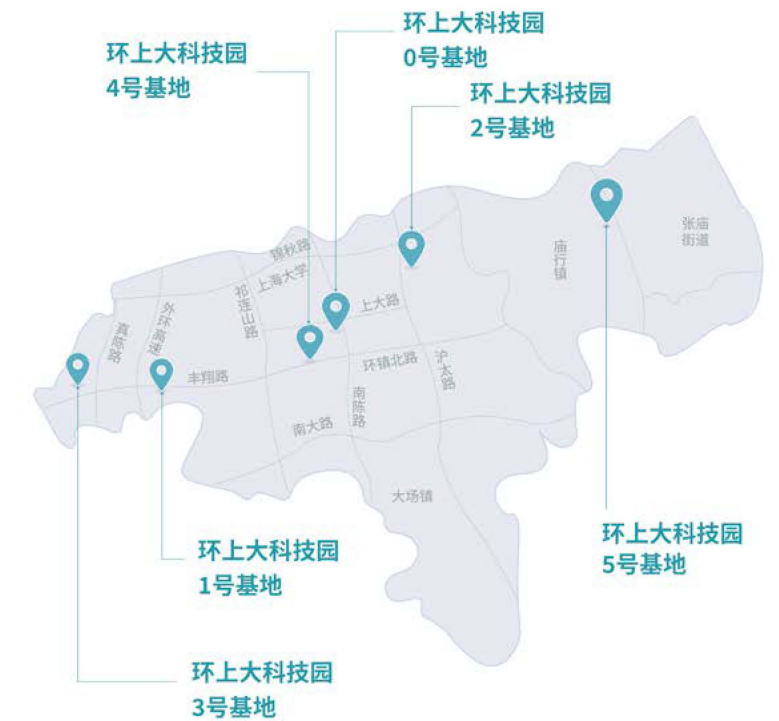 环上大科技园
0号基地
环上大科技园
4号基地
环上大科技园
2号基地
张庙
街道
庙行镇
锦秋路
上海大学
祁连山路
上大路
外环高速
真陈路
环镇北路
沪太路
丰翔路
南陈路
南大路
大场镇
环上大科技园
5号基地
环上大科技园
1号基地
环上大科技园
3号基地